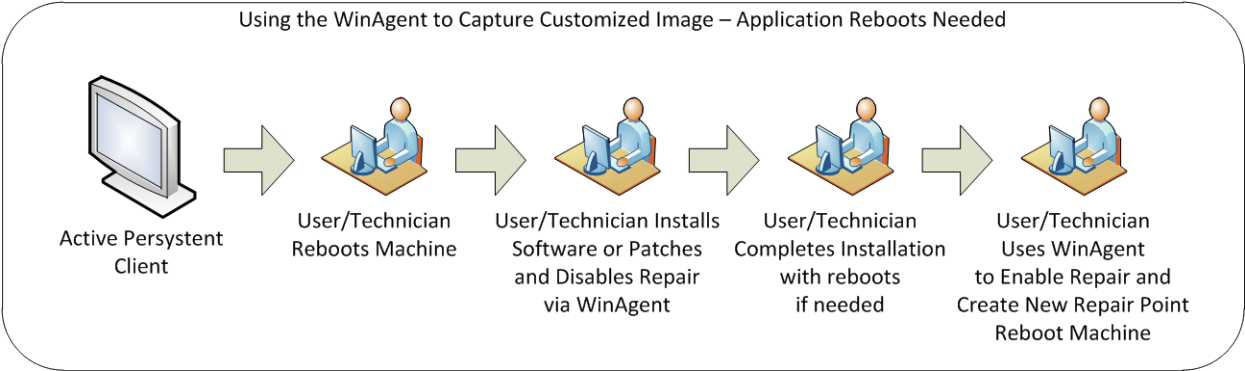 Using the WinAgent to Capture Customized Image – Application Reboots Needed
Active Persystent
Client
User/Technician
Reboots Machine
User/Technician Installs
Software or Patches
and Disables Repair
via WinAgent
User/Technician
Completes Installation
with reboots
if needed
User/Technician
Uses WinAgent
to Enable Repair and
Create New Repair Point
Reboot Machine